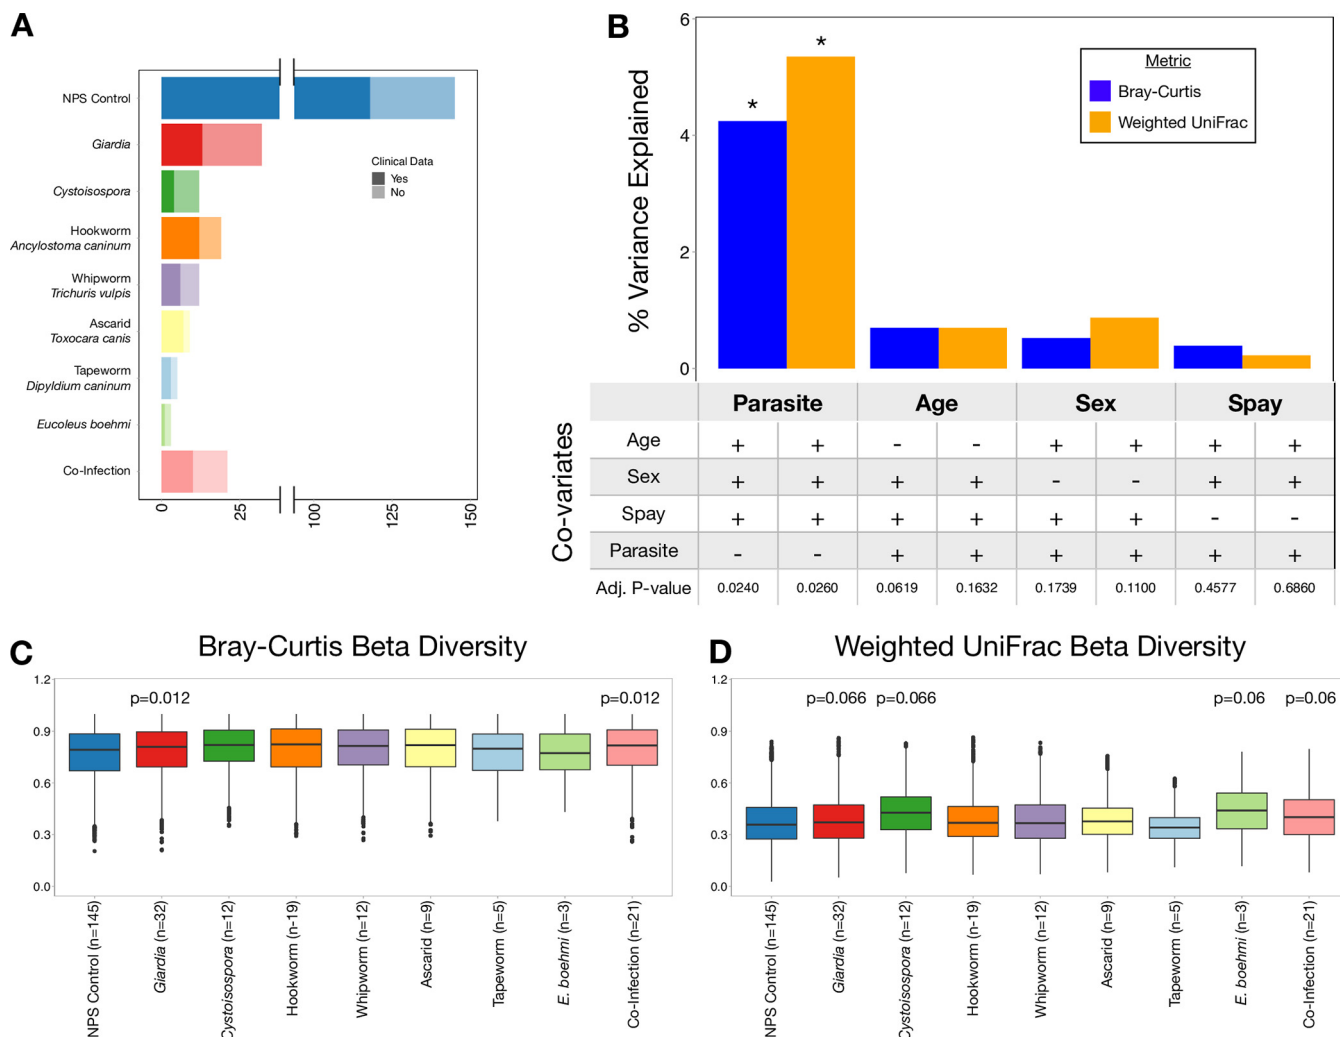 A
NPS Control
Giardia
Cystoisospora
Hookworm
Ancylostoma caninum
Whipworm
Trichuris vulpis
Ascarid
Toxocara canis
Tapeworm
Dipyldium caninum
Eucoleus boehmi
Co-Infection
Clinical Data
Yes
No
0 25 100 125 150
B
% Variance Explained
6
4
2
0
* *
Metric
Bray-Curtis
Weighted UniFrac
Co-variates
Parasite Age Sex Spay
Age + + - - + + + +
Sex + + + + - - + +
Spay + + + + + + - -
Parasite - - + + + + + +
Adj. P-value 0.0240 0.0260 0.0619 0.1632 0.1739 0.1100 0.4577 0.6860
C
Bray-Curtis Beta Diversity
1.2
0.9
0.6
0.3
0.0
p=0.012 p=0.012
NPS Control (n=145)
Giardia (n=32)
Cystoisospora (n=12)
Hookworm (n-19)
Whipworm (n=12)
Ascarid (n=9)
Tapeworm (n=5)
E. boehmi (n=3)
Co-Infection (n=21)
D
Weighted UniFrac Beta Diversity
1.2
0.9
0.6
0.3
0.0
p=0.066 p=0.066 p=0.06 p=0.06
NPS Control (n=145)
Giardia (n=32)
Cystoisospora (n=12)
Hookworm (n-19)
Whipworm (n=12)
Ascarid (n=9)
Tapeworm (n=5)
E. boehmi (n=3)
Co-Infection (n=21)